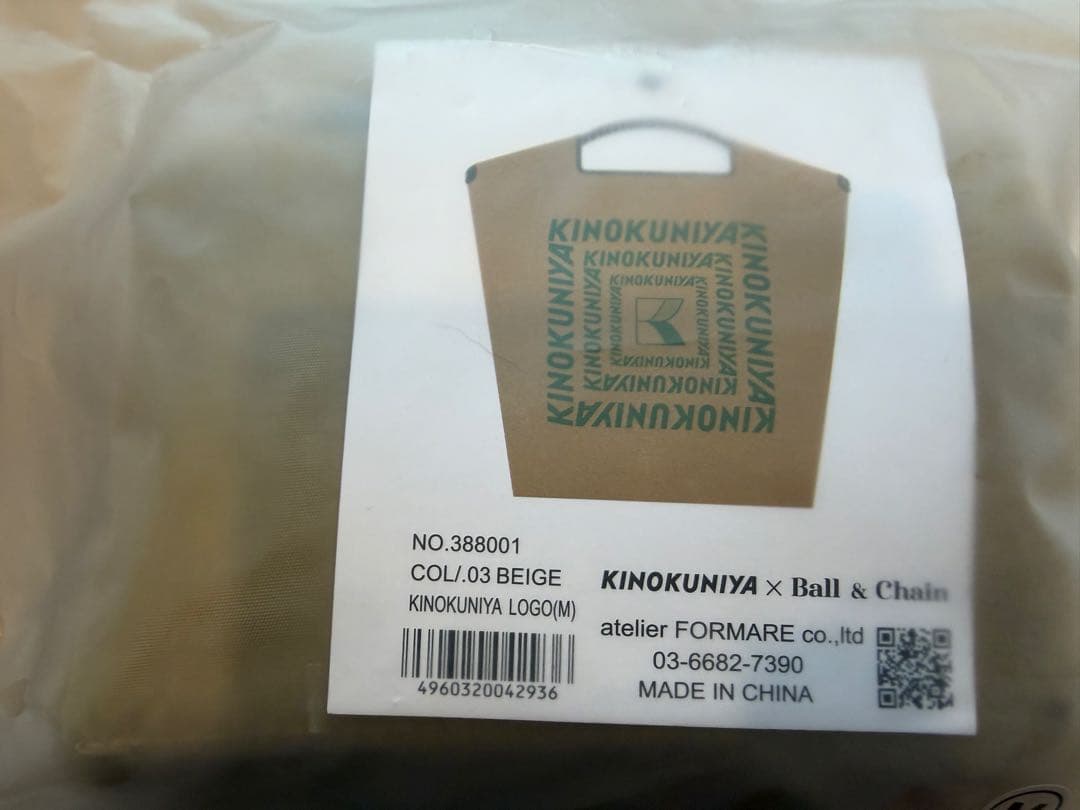 KINOKUNIYA
KINOKUNIYA
KINOKUNIYA
KINOKUNIYA
KINOKUNIYA
KINOKUNIYA
KINOKUNIYA
KINOKUNIYA
KINOKUNIYA
KINOKUNIYA
KINOKUNIYA
KINOKUNIYA
NO.388001
COL/.03 BEIGE
KINOKUNIYA LOGO(M)
4960320042936
KINOKUNIYA × Ball & Chain
atelier FORMARE co.,ltd
03-6682-7390
MADE IN CHINA